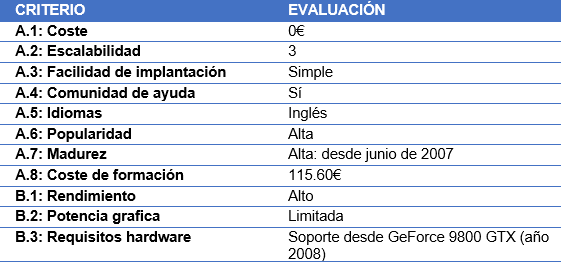 CRITERIO EVALUACIÓN
A.1: Coste 0€
A.2: Escalabilidad 3
A.3: Facilidad de implantación Simple
A.4: Comunidad de ayuda Sí
A.5: Idiomas Inglés
A.6: Popularidad Alta
A.7: Madurez Alta: desde junio de 2007
A.8: Coste de formación 115.60€
B.1: Rendimiento Alto
B.2: Potencia grafica Limitada
B.3: Requisitos hardware Soporte desde GeForce 9800 GTX (año
2008)